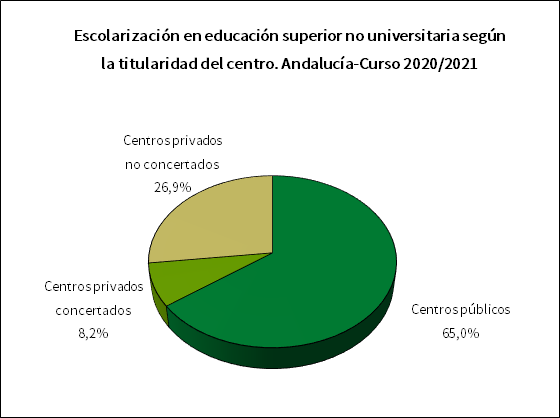 Escolarización en educación superior no universitaria según
la titularidad del centro. Andalucía-Curso 2020/2021
Centros privados
no concertados
26,9%
Centros privados
concertados
8,2%
Centros públicos
65,0%